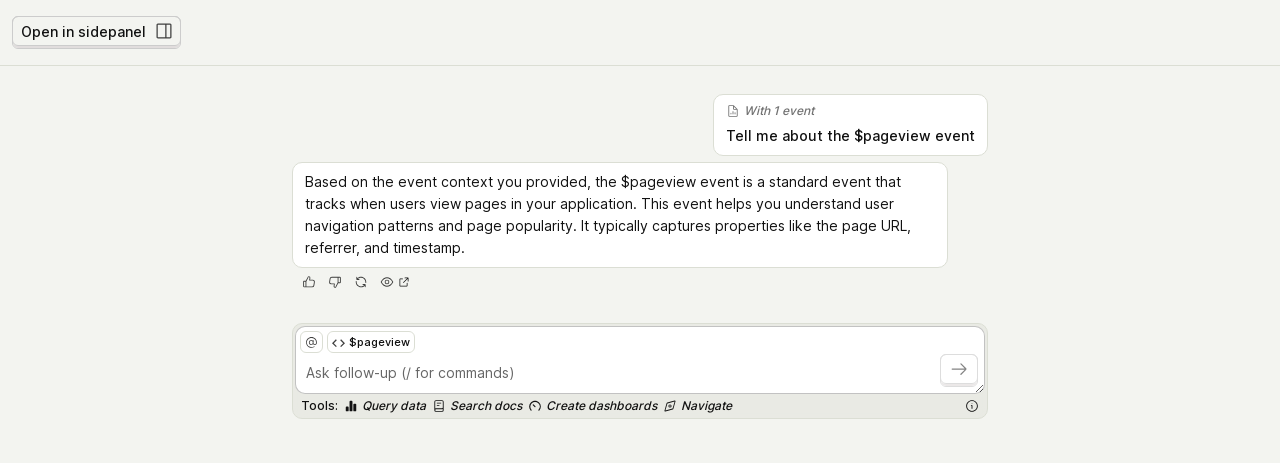 Open in sidepanel
With 1 event
Tell me about the $pageview event
Based on the event context you provided, the $pageview event is a standard event that
tracks when users view pages in your application. This event helps you understand user
navigation patterns and page popularity. It typically captures properties like the page URL,
referrer, and timestamp.
@ $pageview
Ask follow-up (/ for commands)
Tools: Query data Search docs Create dashboards Navigate